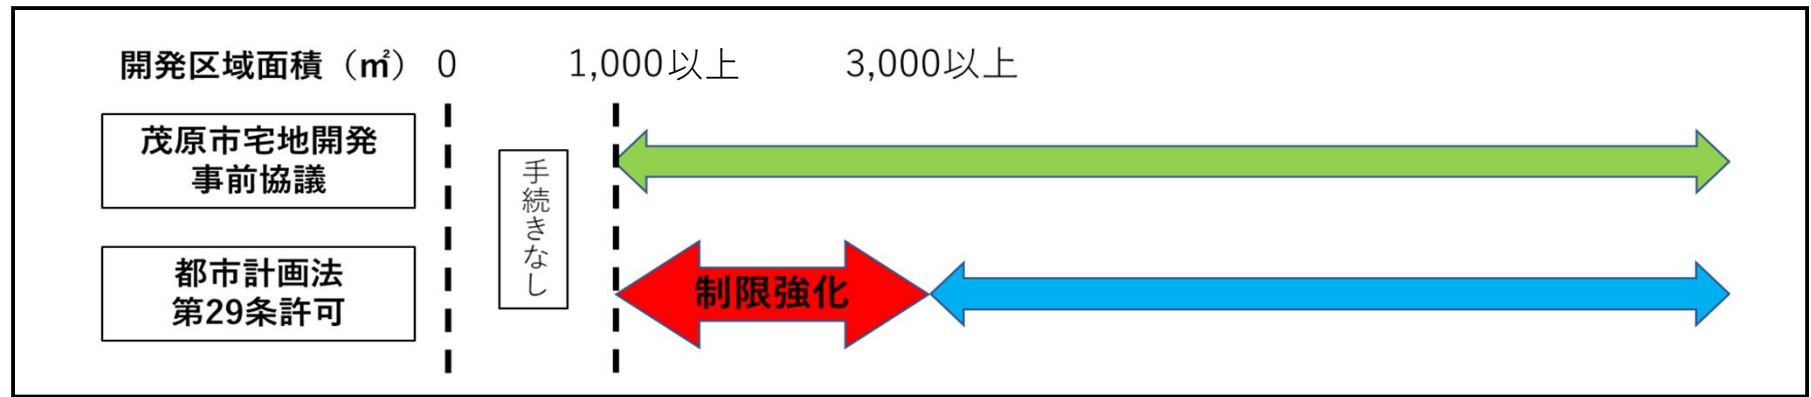 開発区域面積（㎡） 0 1,000以上 3,000以上
茂原市宅地開発
事前協議
手続きなし
都市計画法
第29条許可
制限強化